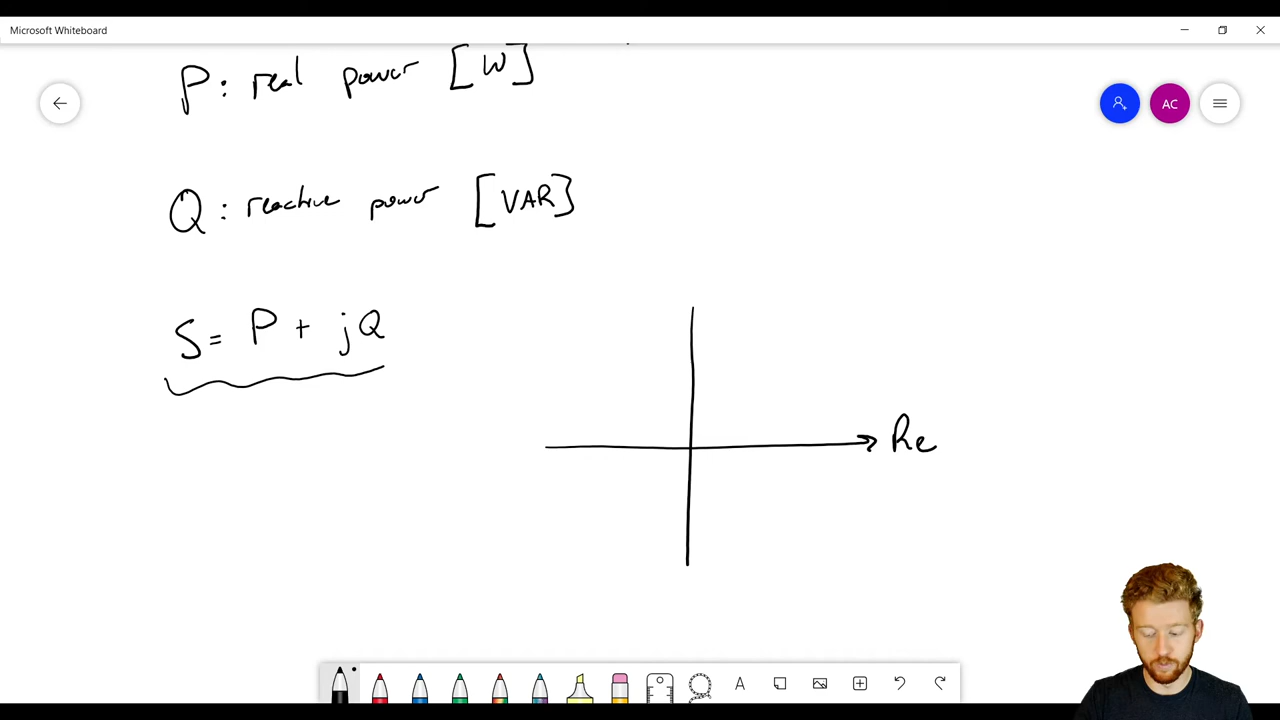 Microsoft Whiteboard
P: real power [W]
AC
Q: reactive power [VAR]
S = P + jQ
Re
A